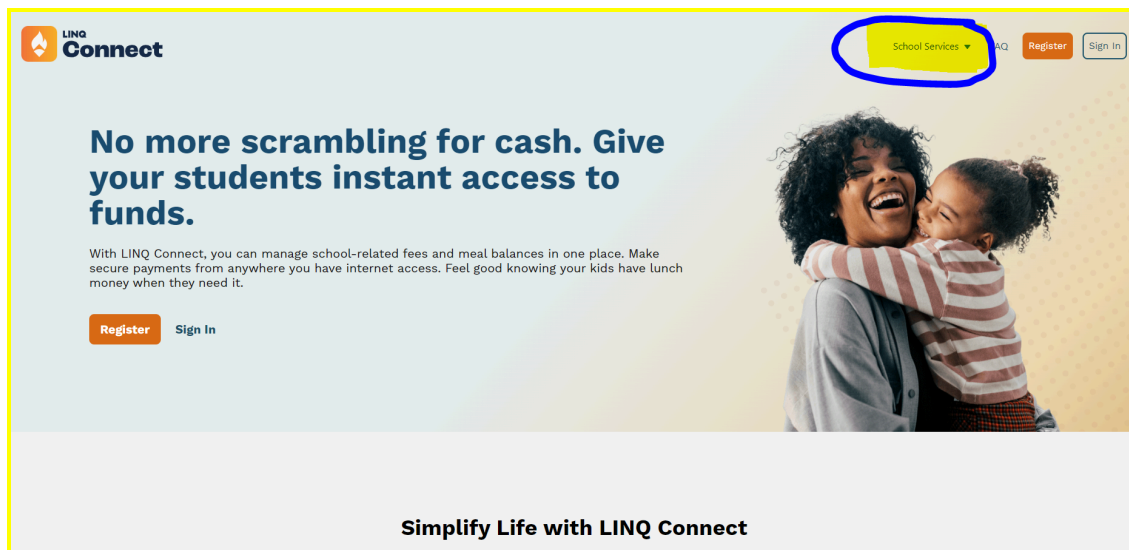 LINQ
Connect
School Services
AQ
Register
Sign In
No more scrambling for cash. Give
your students instant access to
funds.
With LINQ Connect, you can manage school-related fees and meal balances in one place. Make
secure payments from anywhere you have internet access. Feel good knowing your kids have lunch
money when they need it.
Register
Sign In
Simplify Life with LINQ Connect